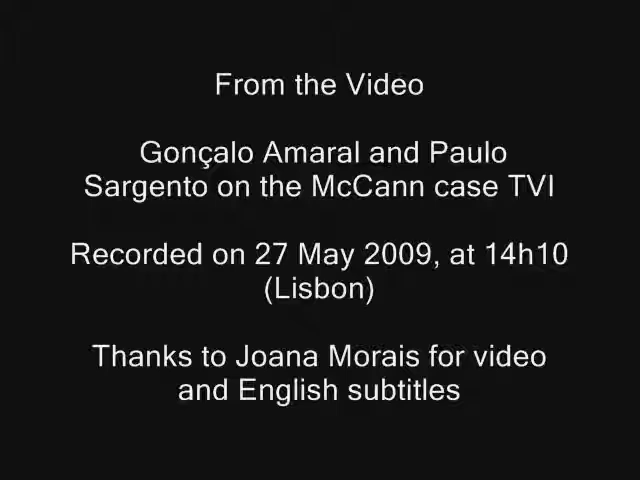 From the Video
Gonçalo Amaral and Paulo
Sargento on the McCann case TVI
Recorded on 27 May 2009, at 14h10
(Lisbon)
Thanks to Joana Morais for video
and English subtitles